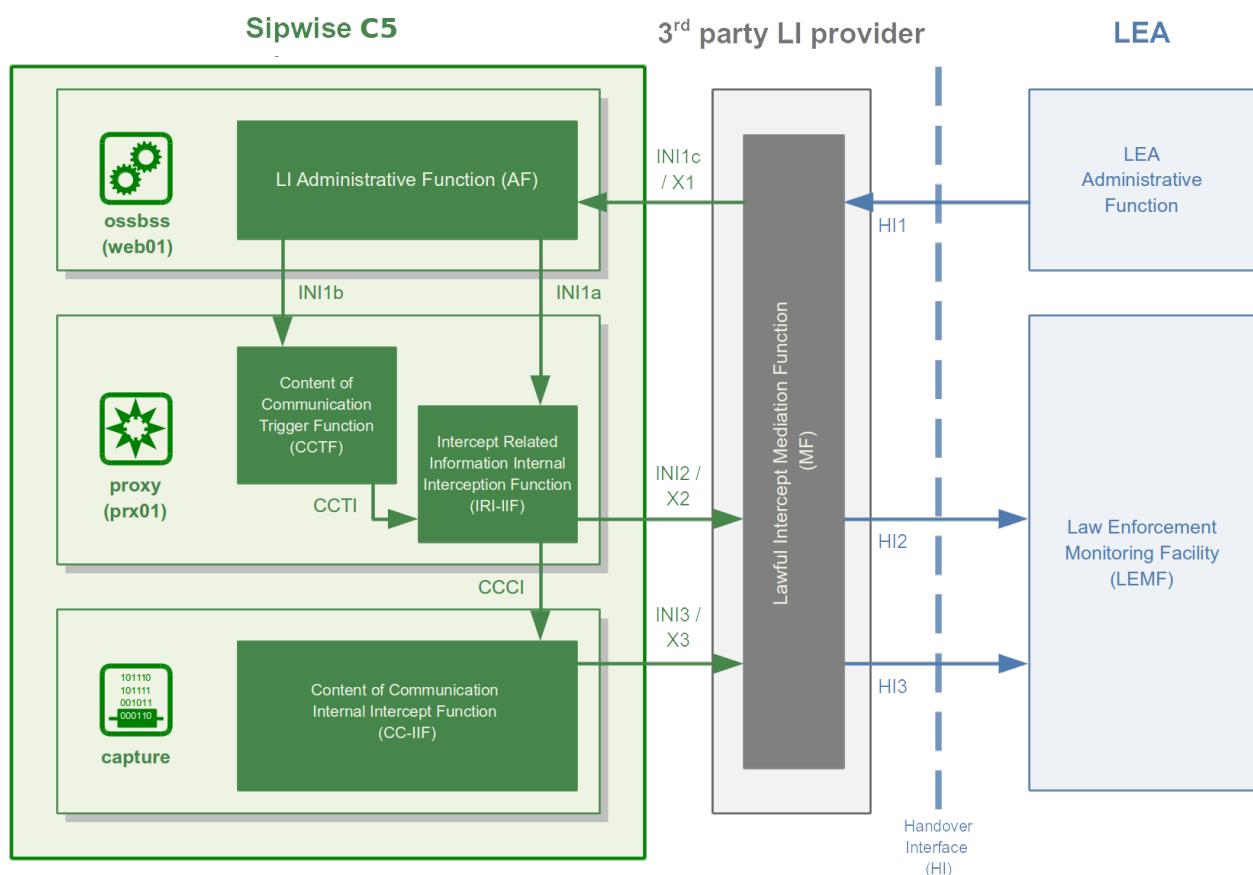 Sipwise C5
3rd party LI provider
LEA
LI Administrative Function (AF)
ossbss
(web01)
INI1c
/ X1
HI1
LEA
Administrative
Function
INI1b
INI1a
Content of
Communication
Trigger Function
(CCTF)
Intercept Related
Information Internal
Interception Function
(IRI-IIF)
proxy
(prx01)
CCTI
INI2 /
X2
Lawful Intercept Mediation Function
(MF)
HI2
Law Enforcement
Monitoring Facility
(LEMF)
CCCI
INI3 /
X3
HI3
101110
101111
001011
000110
capture
Content of Communication
Internal Intercept Function
(CC-IIF)
Handover
Interface
(HI)